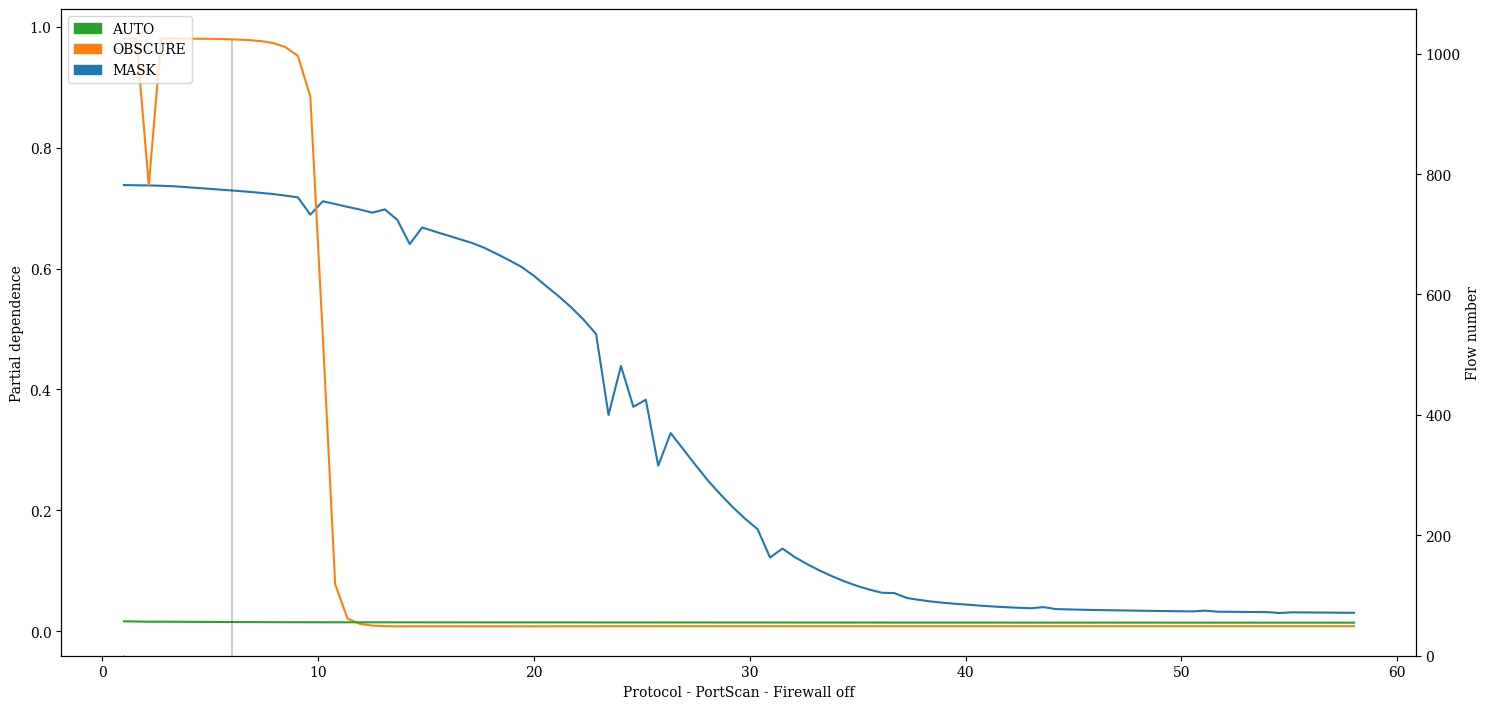 AUTO
OBSCURE
MASK
1.0
0.8
0.6
0.4
0.2
0.0
Partial dependence
1000
800
600
400
200
0
Flow number
0 10 20 30 40 50 60
Protocol - PortScan - Firewall off